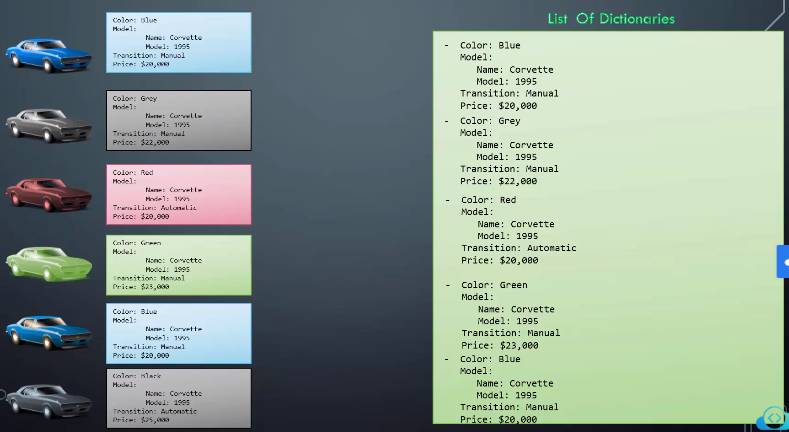 Color: Blue
Model:
Name: Corvette
Model: 1995
Transition: Manual
Price: $20,000
Color: Grey
Model:
Name: Corvette
Model: 1995
Transition: Manual
Price: $22,000
Color: Red
Model:
Name: Corvette
Model: 1995
Transition: Automatic
Price: $20,000
Color: Green
Model:
Name: Corvette
Model: 1995
Transition: Manual
Price: $23,000
Color: Blue
Model:
Name: Corvette
Model: 1995
Transition: Manual
Price: $20,000
Color: Black
Model:
Name: Corvette
Model: 1995
Transition: Automatic
Price: $25,000
List Of Dictionaries
- Color: Blue
Model:
Name: Corvette
Model: 1995
Transition: Manual
Price: $20,000
- Color: Grey
Model:
Name: Corvette
Model: 1995
Transition: Manual
Price: $22,000
- Color: Red
Model:
Name: Corvette
Model: 1995
Transition: Automatic
Price: $20,000
- Color: Green
Model:
Name: Corvette
Model: 1995
Transition: Manual
Price: $23,000
- Color: Blue
Model:
Name: Corvette
Model: 1995
Transition: Manual
Price: $20,000